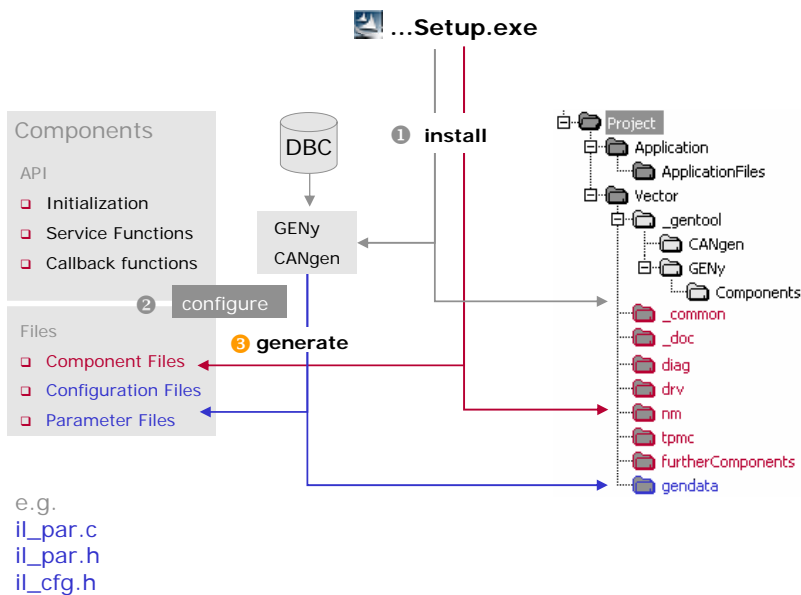 ...Setup.exe
Components
API
Initialization
Service Functions
Callback functions
DBC
GENy
CANgen
❶ install
❷ configure
❸ generate
Files
Component Files
Configuration Files
Parameter Files
e.g.
il_par.c
il_par.h
il_cfg.h
Project
Application
ApplicationFiles
Vector
_gentool
CANgen
GENy
Components
_common
_doc
diag
drv
nm
tpmc
furtherComponents
gendata